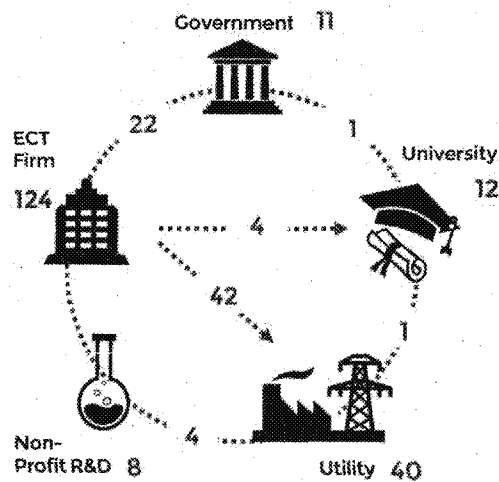 Government 11
22
1
ECT
Firm
124
University
12
4
42
1
Non-
Profit R&D 8
4
Utility 40